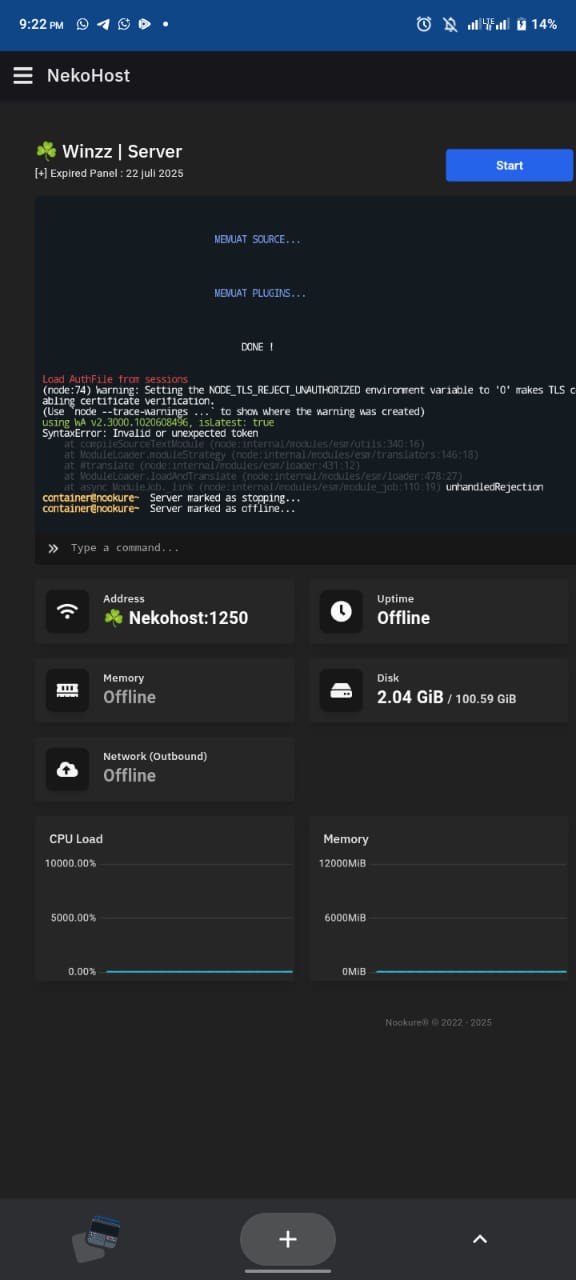 9:22 PM
LTE
14%
NekoHost
☘️ Winzz | Server
[+] Expired Panel : 22 juli 2025
Start
MEMUAT SOURCE...
MEMUAT PLUGINS...
DONE !
Load AuthFile from sessions
(node:74) Warning: Setting the NODE_TLS_REJECT_UNAUTHORIZED environment variable to '0' makes TLS c
abling certificate verification.
(Use `node --trace-warnings ...` to show where the warning was created)
using WA v2.3000.1020608496, isLatest: true
SyntaxError: Invalid or unexpected token
at compileSourceTextModule (node:internal/modules/esm/utils:340:16)
at ModuleLoader.moduleStrategy (node:internal/modules/esm/translators:146:18)
at #translate (node:internal/modules/esm/loader:431:12)
at ModuleLoader.loadAndTranslate (node:internal/modules/esm/loader:478:27)
at async ModuleJob._link (node:internal/modules/esm/module_job:110:19) unhandledRejection
container@nookure~ Server marked as stopping...
container@nookure~ Server marked as offline...
Type a command...
Address
☘️ Nekohost:1250
Uptime
Offline
Memory
Offline
Disk
2.04 GiB / 100.59 GiB
Network (Outbound)
Offline
CPU Load
10000.00%
5000.00%
0.00%
Memory
12000MiB
6000MiB
0MiB
Nookure® © 2022 - 2025